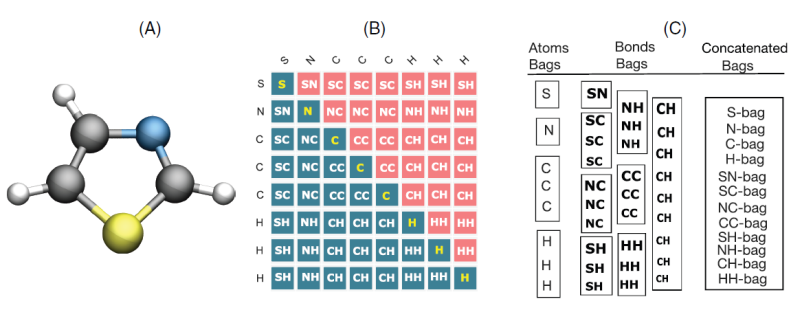 (A)
(B)
S N C C C H H H
S S SN SC SC SC SH SH SH
N SN N NC NC NC NH NH NH
C SC NC C CC CC CH CH CH
C SC NC CC C CC CH CH CH
C SC NC CC CC C CH CH CH
H SH NH CH CH CH H HH HH
H SH NH CH CH CH HH H HH
H SH NH CH CH CH HH HH H
(C)
Atoms
Bags
S
N
C
C
C
H
H
H
Bonds
Bags
SN
SC
SC
SC
NC
NC
NC
SH
SH
SH
NH
NH
NH
CC
CC
CC
HH
HH
HH
CH
CH
CH
CH
CH
CH
CH
CH
CH
Concatenated
Bags
S-bag
N-bag
C-bag
H-bag
SN-bag
SC-bag
NC-bag
CC-bag
SH-bag
NH-bag
CH-bag
HH-bag